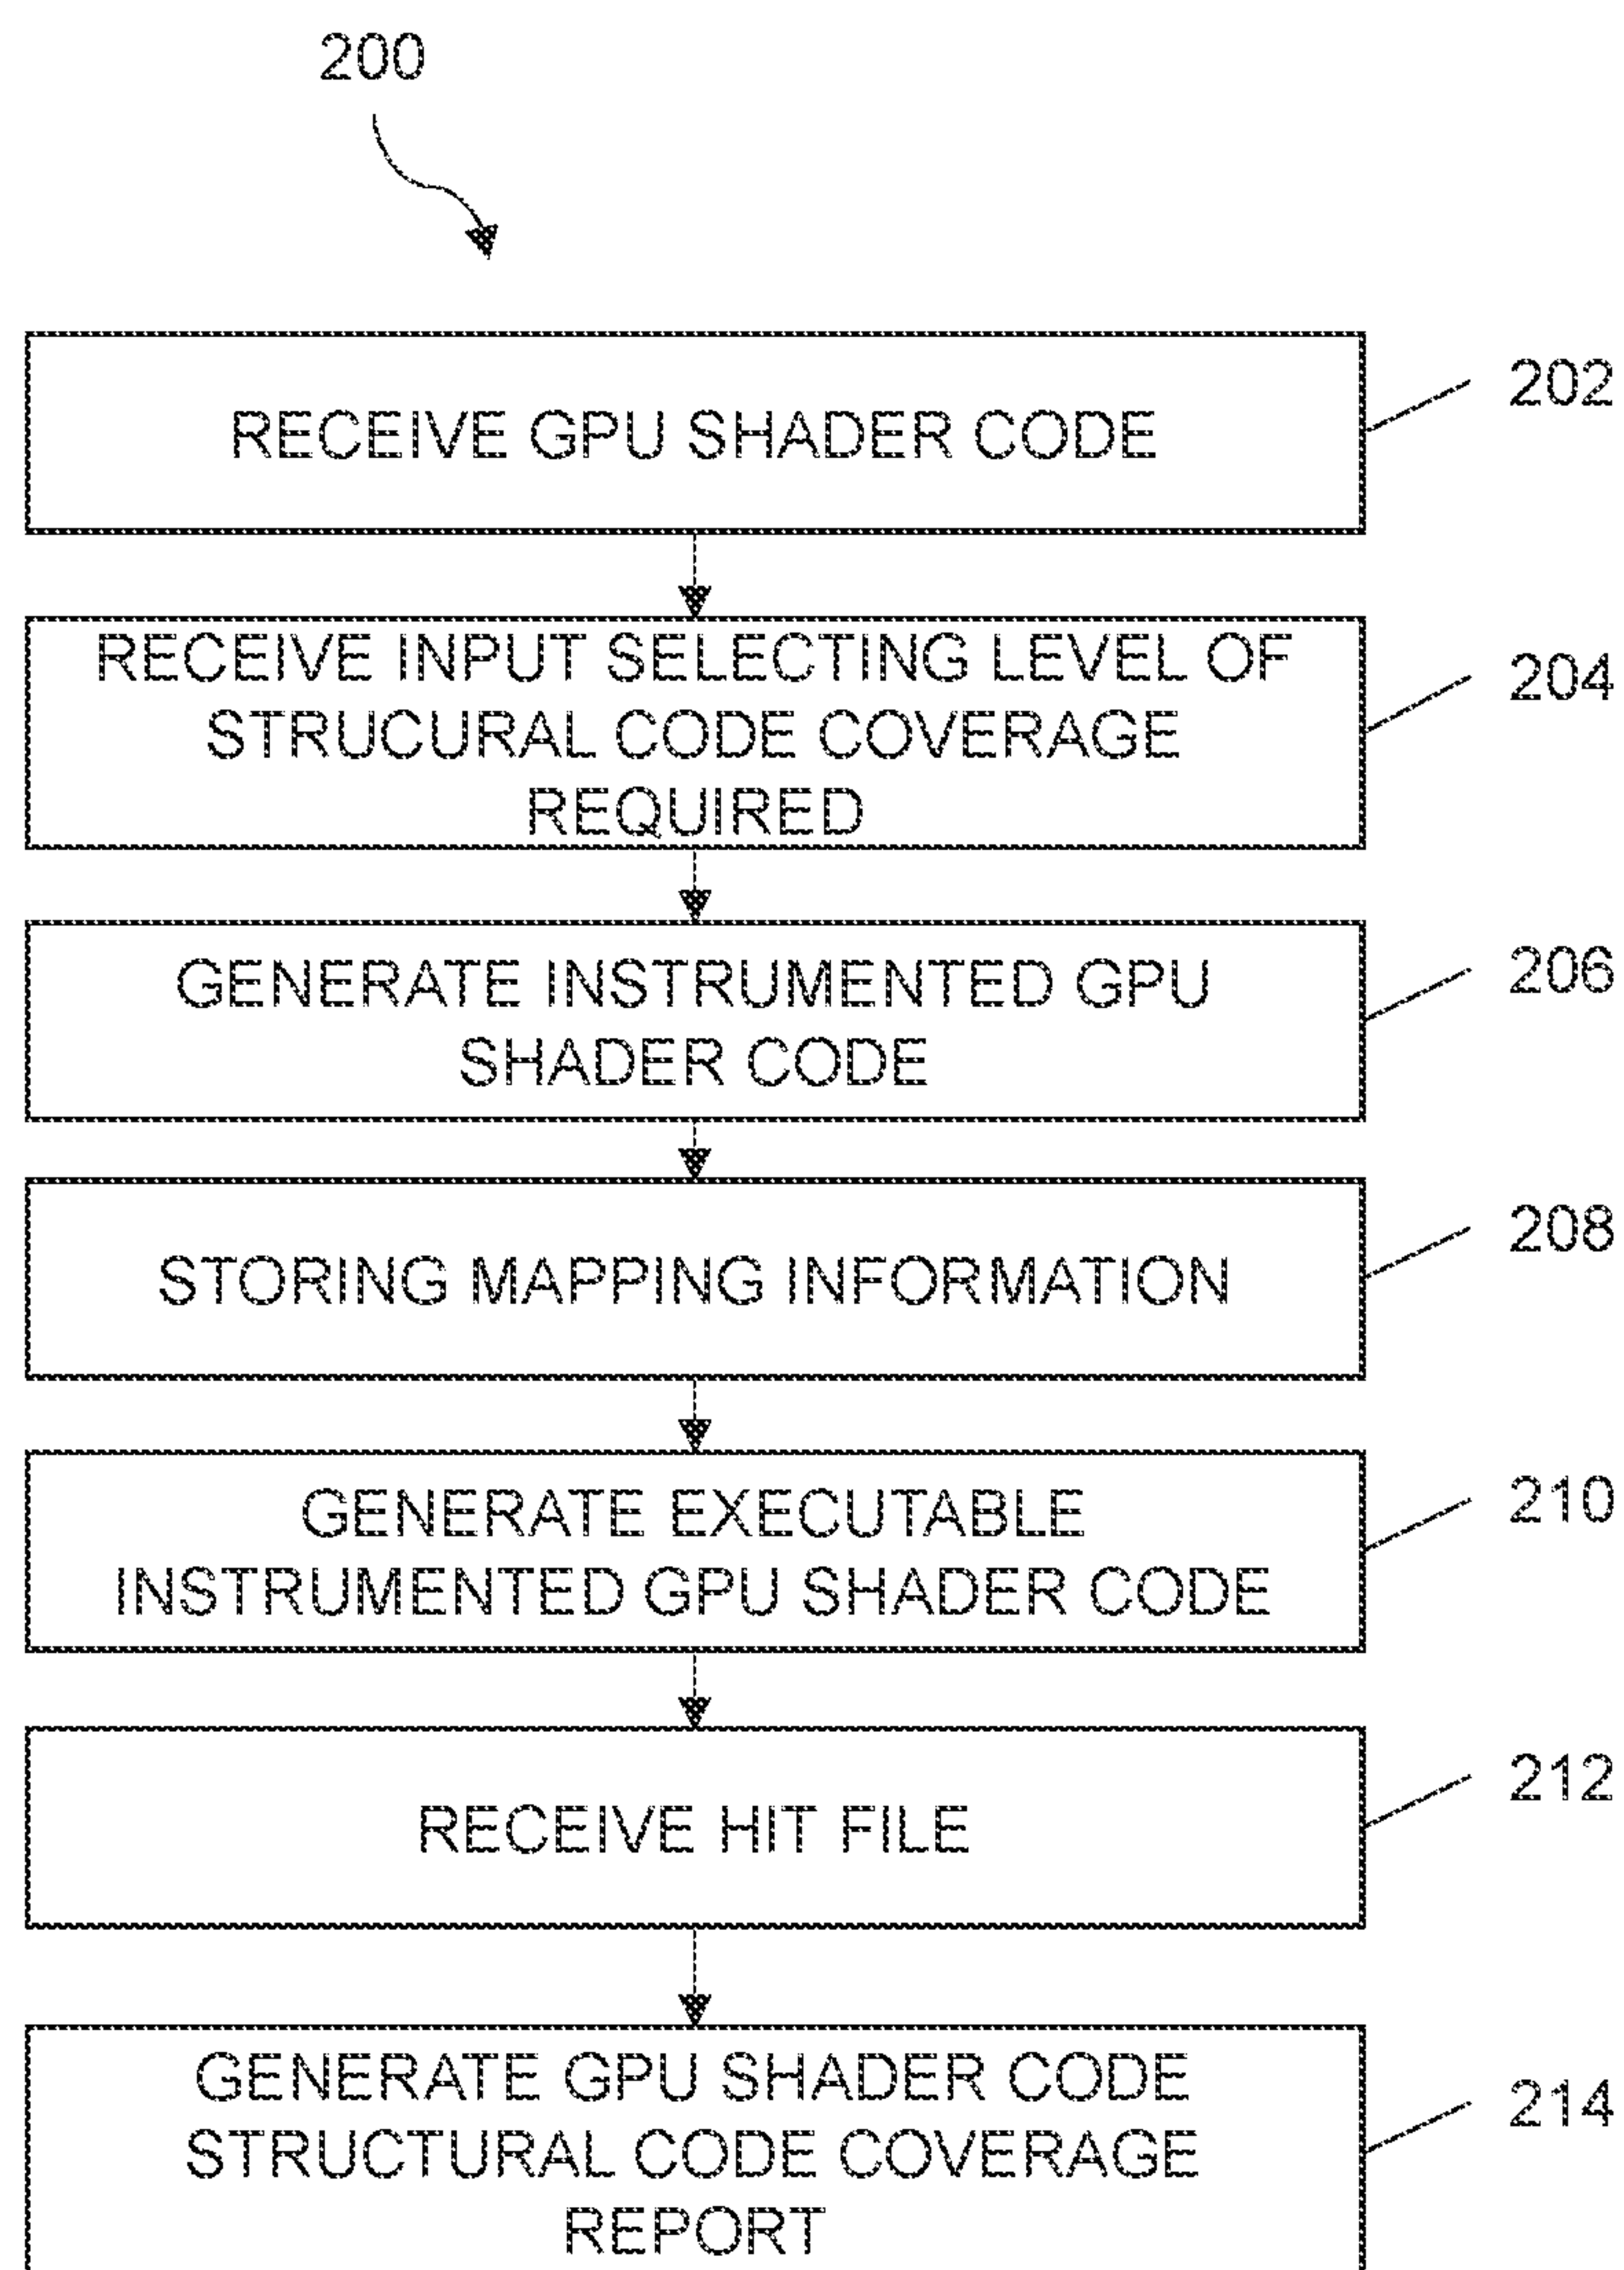 200
RECEIVE GPU SHADER CODE
202
RECEIVE INPUT SELECTING LEVEL OF
STRUCURAL CODE COVERAGE
REQUIRED
204
GENERATE INSTRUMENTED GPU
SHADER CODE
206
STORING MAPPING INFORMATION
208
GENERATE EXECUTABLE
INSTRUMENTED GPU SHADER CODE
210
RECEIVE HIT FILE
212
GENERATE GPU SHADER CODE
STRUCTURAL CODE COVERAGE
REPORT
214